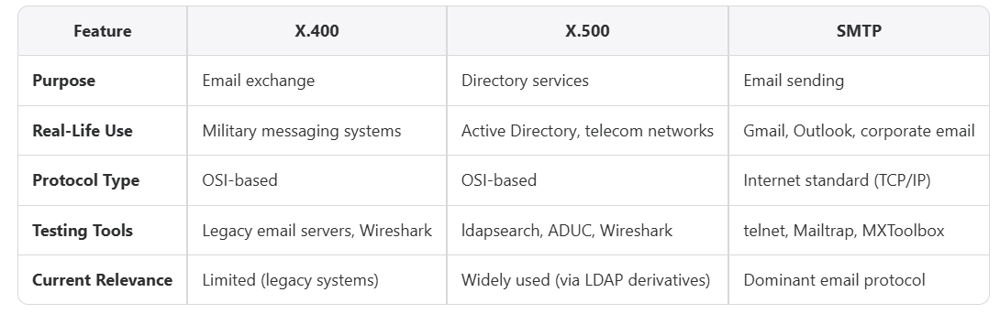 Feature X.400 X.500 SMTP
Purpose Email exchange Directory services Email sending
Real-Life Use Military messaging systems Active Directory, telecom networks Gmail, Outlook, corporate email
Protocol Type OSI-based OSI-based Internet standard (TCP/IP)
Testing Tools Legacy email servers, Wireshark ldapsearch, ADUC, Wireshark telnet, Mailtrap, MXToolbox
Current Relevance Limited (legacy systems) Widely used (via LDAP derivatives) Dominant email protocol